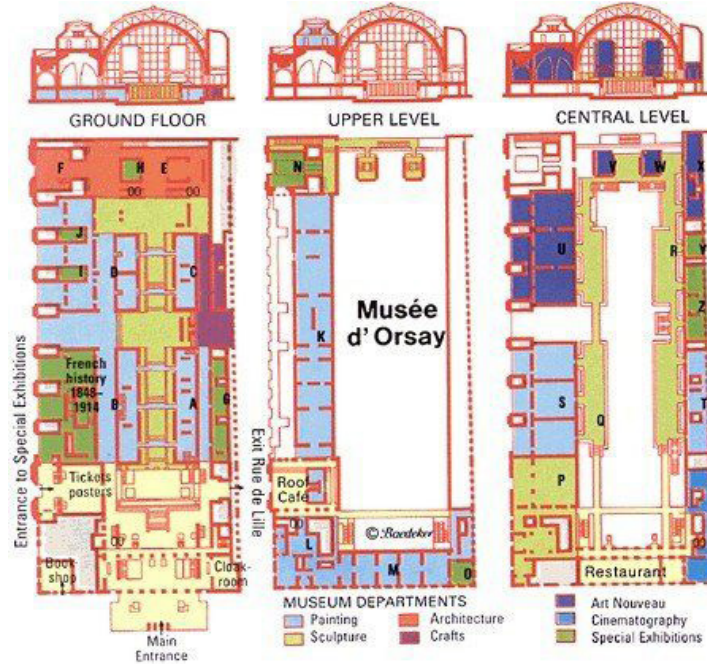 GROUND FLOOR
UPPER LEVEL
CENTRAL LEVEL
F
H
E
J
I
D
C
French
history
1848–
1914
B
A
G
Tickets
posters
Book-
shop
Cloak-
room
Main
Entrance
Entrance to Special Exhibitions
Exit Rue de Lille
N
K
Musée
d' Orsay
Roof
Café
© Baedeker
L
M
O
V
W
X
U
R
Y
Z
S
Q
T
P
Restaurant
MUSEUM DEPARTMENTS
Painting
Sculpture
Architecture
Crafts
Art Nouveau
Cinematography
Special Exhibitions